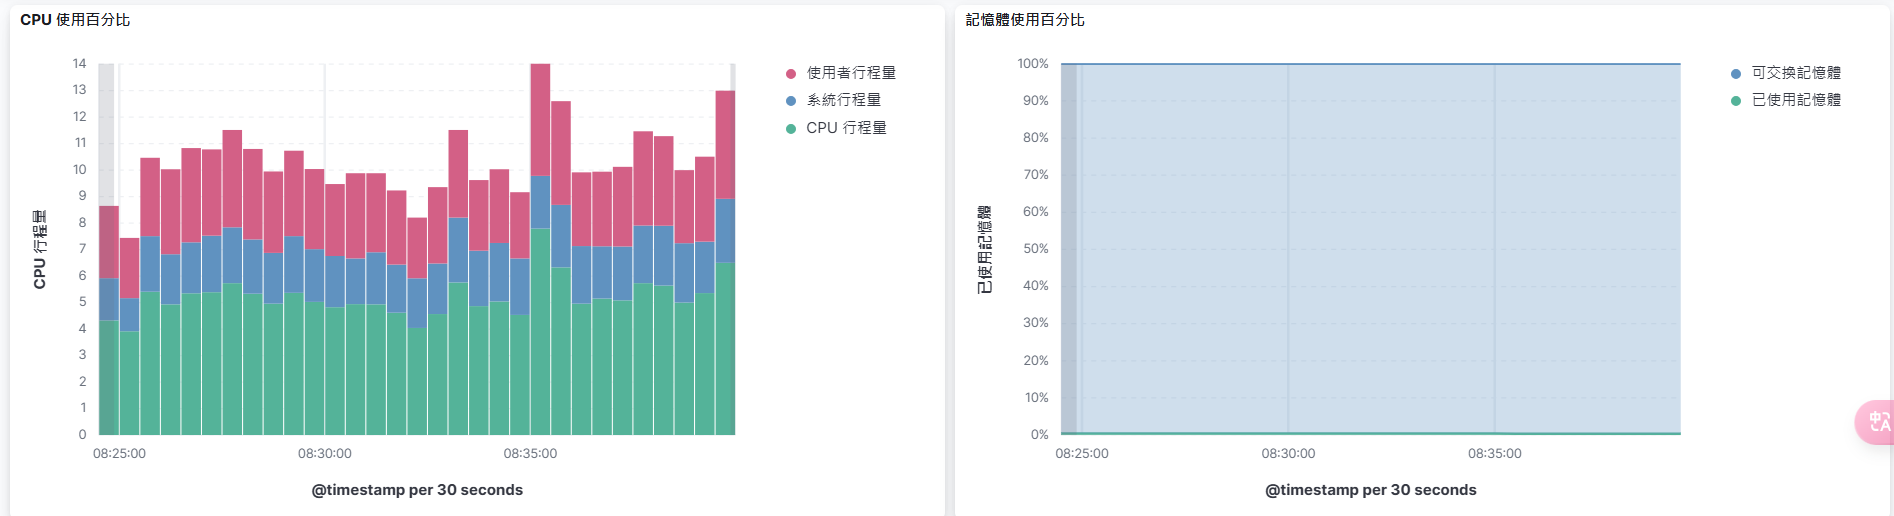 CPU 使用百分比
14
13
12
11
10
9
8
7
6
5
4
3
2
1
0
CPU 行程量
08:25:00
08:30:00
08:35:00
@timestamp per 30 seconds
使用者行程量
系統行程量
CPU 行程量
記憶體使用百分比
100%
90%
80%
70%
60%
50%
40%
30%
20%
10%
0%
已使用記憶體
08:25:00
08:30:00
08:35:00
@timestamp per 30 seconds
可交換記憶體
已使用記憶體
中A